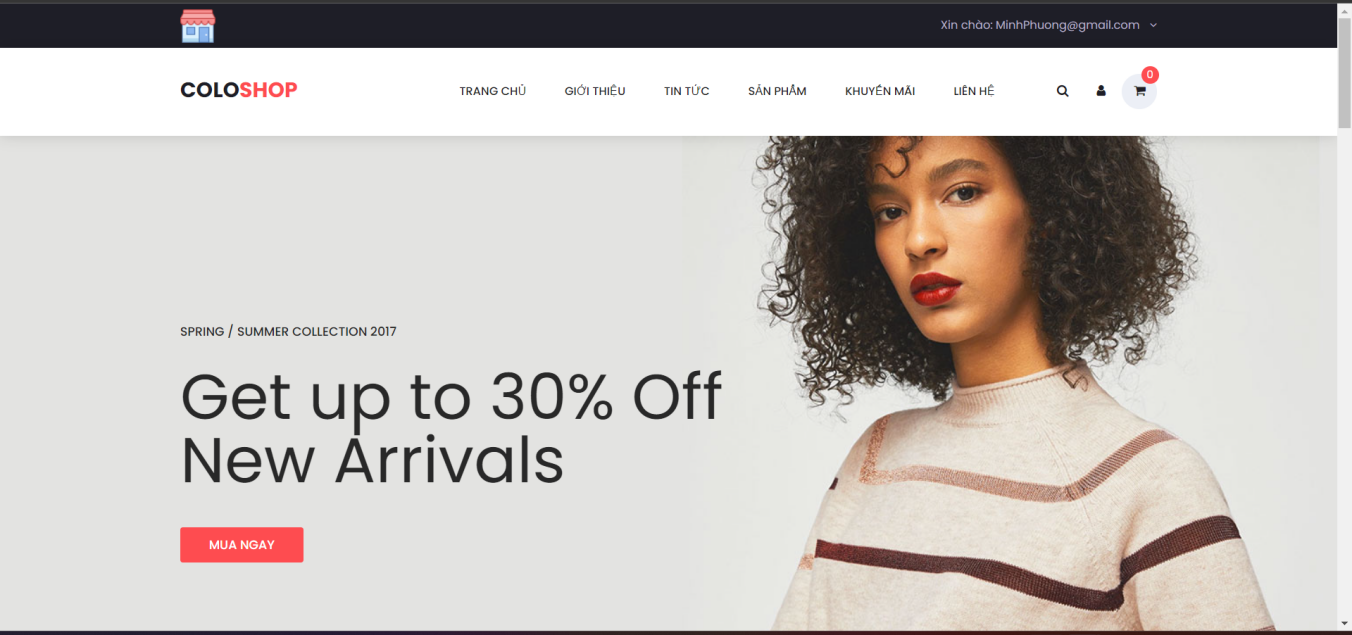 Xin chào: MinhPhuong@gmail.com
COLOSHOP
TRANG CHỦ
GIỚI THIỆU
TIN TỨC
SẢN PHẨM
KHUYẾN MÃI
LIÊN HỆ
0
SPRING / SUMMER COLLECTION 2017
Get up to 30% Off
New Arrivals
MUA NGAY